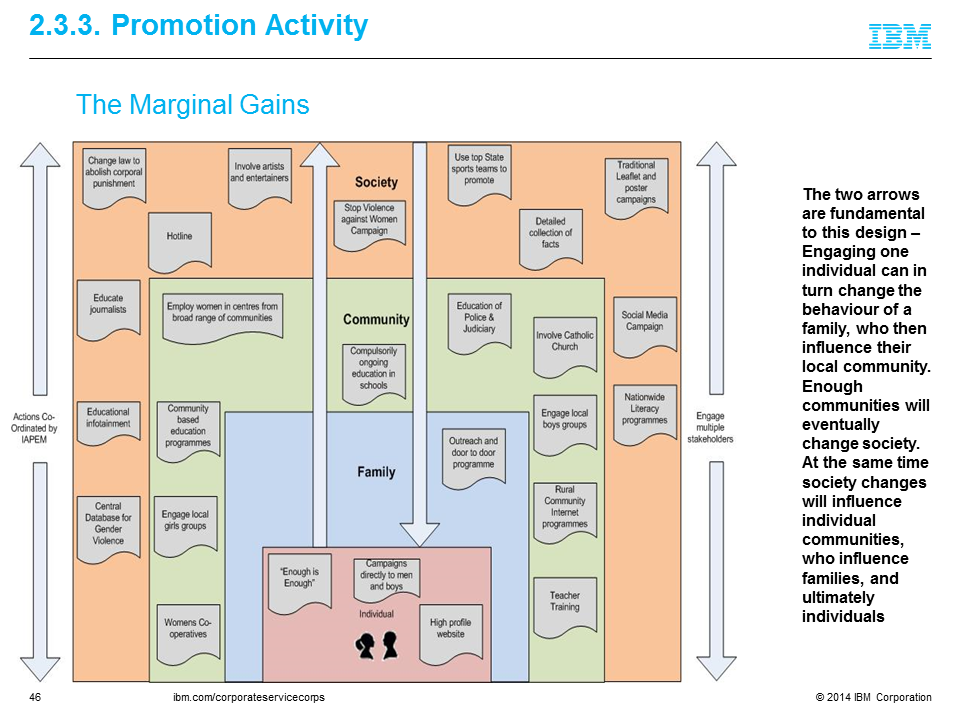 2.3.3. Promotion Activity
IBM
The Marginal Gains
Change law to
abolish corporal
punishment
Involve artists
and entertainers
Society
Use top State
sports teams to
promote
Traditional
Leaflet and
poster
campaigns
Hotline
Stop Violence
against Women
Campaign
Detailed
collection of
facts
Educate
journalists
Employ women in centres from
broad range of communities
Community
Education of
Police &
Judiciary
Involve Catholic
Church
Social Media
Campaign
Compulsorily
ongoing
education in
schools
Actions Co-
Ordinated by
IAPEM
Educational
infotainment
Community
based
education
programmes
Family
Outreach and
door to door
programme
Engage local
boys groups
Nationwide
Literacy
programmes
Engage
multiple
stakeholders
Central
Database for
Gender
Violence
Engage local
girls groups
Rural
Community
Internet
programmes
"Enough is
Enough"
Campaigns
directly to men
and boys
Individual
High profile
website
Womens Co-
operatives
Teacher
Training
The two arrows
are fundamental
to this design –
Engaging one
individual can in
turn change the
behaviour of a
family, who then
influence their
local community.
Enough
communities will
eventually
change society.
At the same time
society changes
will influence
individual
communities,
who influence
families, and
ultimately
individuals
46
ibm.com/corporateservicecorps
© 2014 IBM Corporation